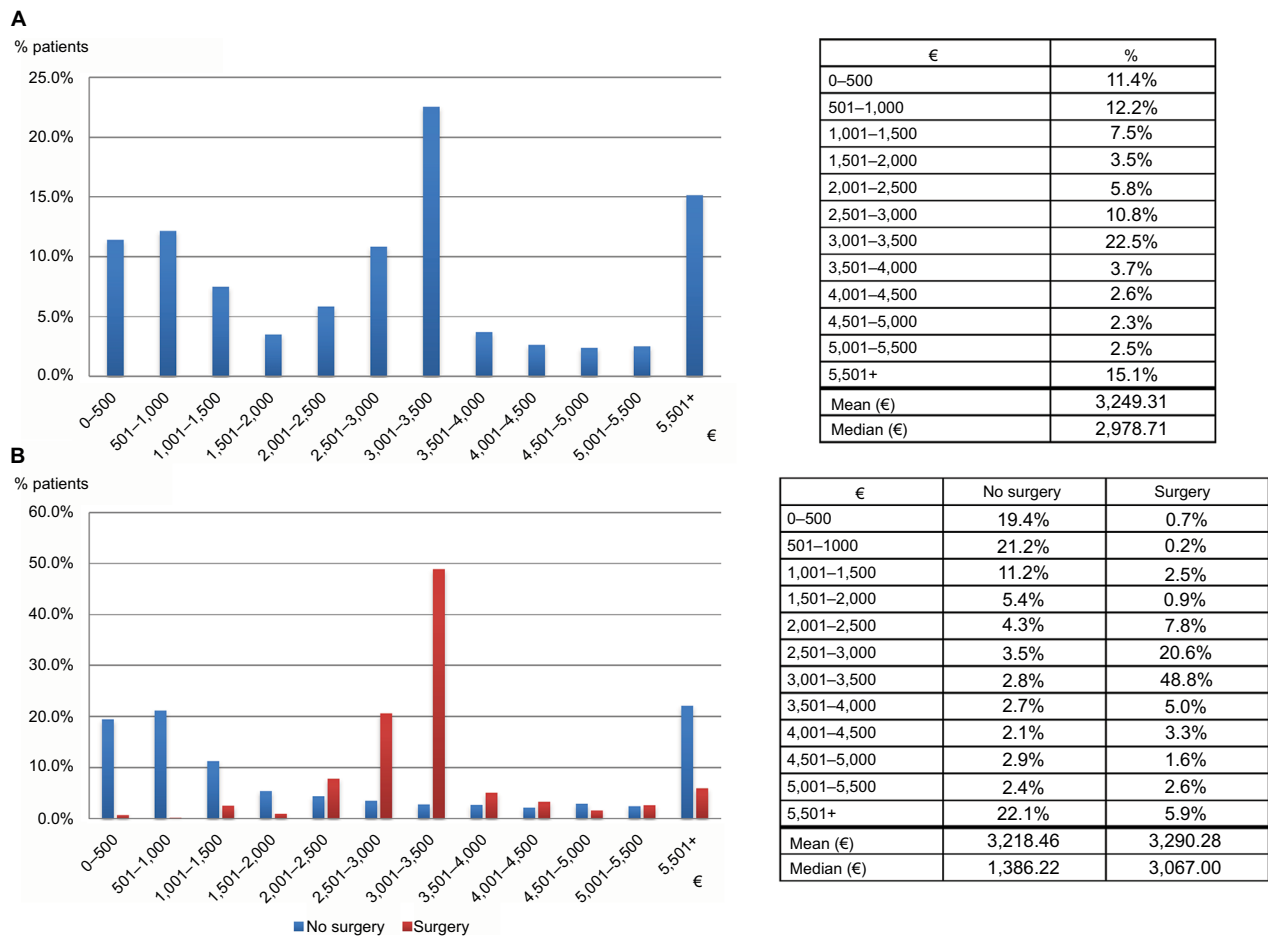 A
% patients
25.0%
20.0%
15.0%
10.0%
5.0%
0.0%
0–500
501–1,000
1,001–1,500
1,501–2,000
2,001–2,500
2,501–3,000
3,001–3,500
3,501–4,000
4,001–4,500
4,501–5,000
5,001–5,500
5,501+
€
€ %
0–500 11.4%
501–1,000 12.2%
1,001–1,500 7.5%
1,501–2,000 3.5%
2,001–2,500 5.8%
2,501–3,000 10.8%
3,001–3,500 22.5%
3,501–4,000 3.7%
4,001–4,500 2.6%
4,501–5,000 2.3%
5,001–5,500 2.5%
5,501+ 15.1%
Mean (€) 3,249.31
Median (€) 2,978.71
B
% patients
60.0%
50.0%
40.0%
30.0%
20.0%
10.0%
0.0%
0–500
501–1,000
1,001–1,500
1,501–2,000
2,001–2,500
2,501–3,000
3,001–3,500
3,501–4,000
4,001–4,500
4,501–5,000
5,001–5,500
5,501+
€
No surgery Surgery
€ No surgery Surgery
0–500 19.4% 0.7%
501–1000 21.2% 0.2%
1,001–1,500 11.2% 2.5%
1,501–2,000 5.4% 0.9%
2,001–2,500 4.3% 7.8%
2,501–3,000 3.5% 20.6%
3,001–3,500 2.8% 48.8%
3,501–4,000 2.7% 5.0%
4,001–4,500 2.1% 3.3%
4,501–5,000 2.9% 1.6%
5,001–5,500 2.4% 2.6%
5,501+ 22.1% 5.9%
Mean (€) 3,218.46 3,290.28
Median (€) 1,386.22 3,067.00